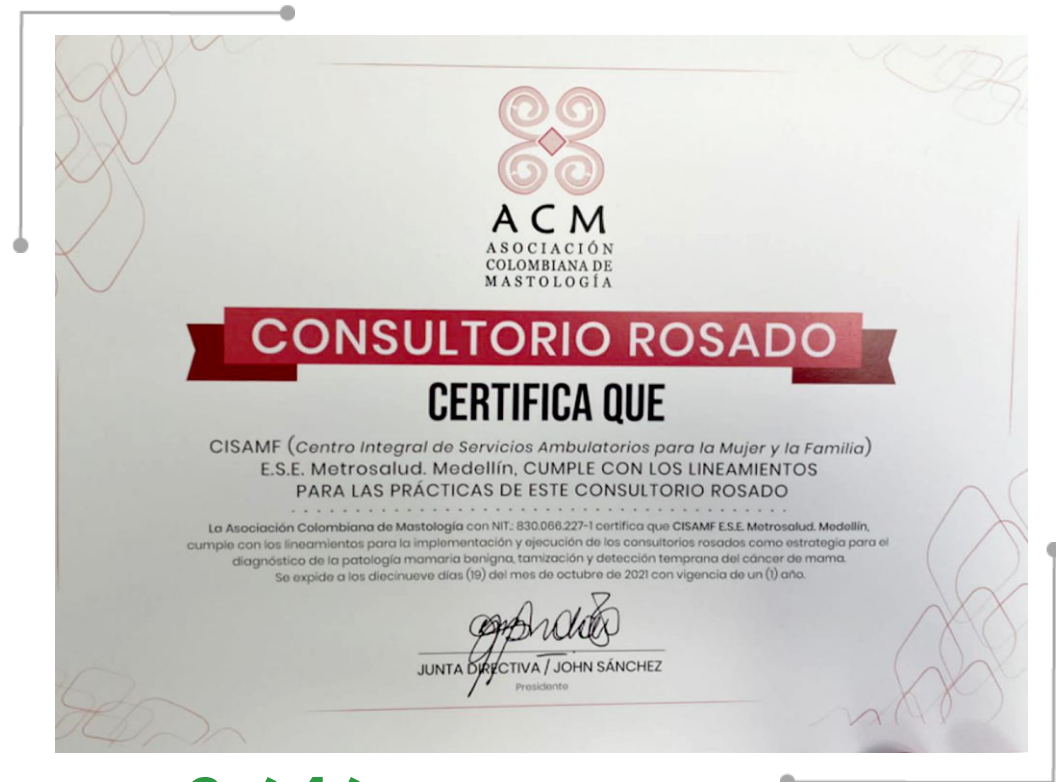 ACM
ASOCIACIÓN
COLOMBIANA DE
MASTOLOGÍA
CONSULTORIO ROSADO
CERTIFICA QUE
CISAMF (Centro Integral de Servicios Ambulatorios para la Mujer y la Familia)
E.S.E. Metrosalud. Medellín, CUMPLE CON LOS LINEAMIENTOS
PARA LAS PRÁCTICAS DE ESTE CONSULTORIO ROSADO
La Asociación Colombiana de Mastología con NIT.: 830.066.227-1 certifica que CISAMF E.S.E. Metrosalud. Medellín,
cumple con los lineamientos para la implementación y ejecución de los consultorios rosados como estrategia para el
diagnóstico de la patología mamaria benigna, tamización y detección temprana del cáncer de mama.
Se expide a los diecinueve días (19) del mes de octubre de 2021 con vigencia de un (1) año.
JUNTA DIRECTIVA / JOHN SÁNCHEZ
Presidente